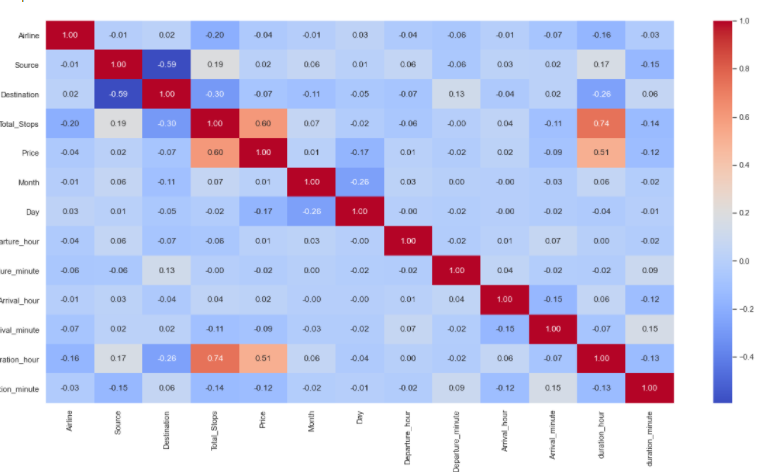 Airline 1.00 -0.01 0.02 -0.20 -0.04 -0.01 0.03 -0.04 -0.06 -0.01 -0.07 -0.16 -0.03
Source -0.01 1.00 -0.59 0.19 0.02 0.06 0.01 0.06 -0.06 0.03 0.02 0.17 -0.15
Destination 0.02 -0.59 1.00 -0.30 -0.07 -0.11 -0.05 -0.07 0.13 -0.04 0.02 -0.26 0.06
Total_Stops -0.20 0.19 -0.30 1.00 0.60 0.07 -0.02 -0.06 -0.00 0.04 -0.11 0.74 -0.14
Price -0.04 0.02 -0.07 0.60 1.00 0.01 -0.17 0.01 -0.02 0.02 -0.09 0.51 -0.12
Month -0.01 0.06 -0.11 0.07 0.01 1.00 -0.26 0.03 0.00 -0.00 -0.03 0.06 -0.02
Day 0.03 0.01 -0.05 -0.02 -0.17 -0.26 1.00 -0.00 -0.02 -0.00 -0.02 -0.04 -0.01
arture_hour -0.04 0.06 -0.07 -0.06 0.01 0.03 -0.00 1.00 -0.02 0.01 0.07 0.00 -0.02
ure_minute -0.06 -0.06 0.13 -0.00 -0.02 0.00 -0.02 -0.02 1.00 0.04 -0.02 -0.02 0.09
Arrival_hour -0.01 0.03 -0.04 0.04 0.02 -0.00 -0.00 0.01 0.04 1.00 -0.15 0.06 -0.12
ival_minute -0.07 0.02 0.02 -0.11 -0.09 -0.03 -0.02 0.07 -0.02 -0.15 1.00 -0.07 0.15
ration_hour -0.16 0.17 -0.26 0.74 0.51 0.06 -0.04 0.00 -0.02 0.06 -0.07 1.00 -0.13
ion_minute -0.03 -0.15 0.06 -0.14 -0.12 -0.02 -0.01 -0.02 0.09 -0.12 0.15 -0.13 1.00
Airline
Source
Destination
Total_Stops
Price
Month
Day
Departure_hour
Departure_minute
Arrival_hour
Arrival_minute
duration_hour
duration_minute
1.0
0.8
0.6
0.4
0.2
0.0
-0.2
-0.4